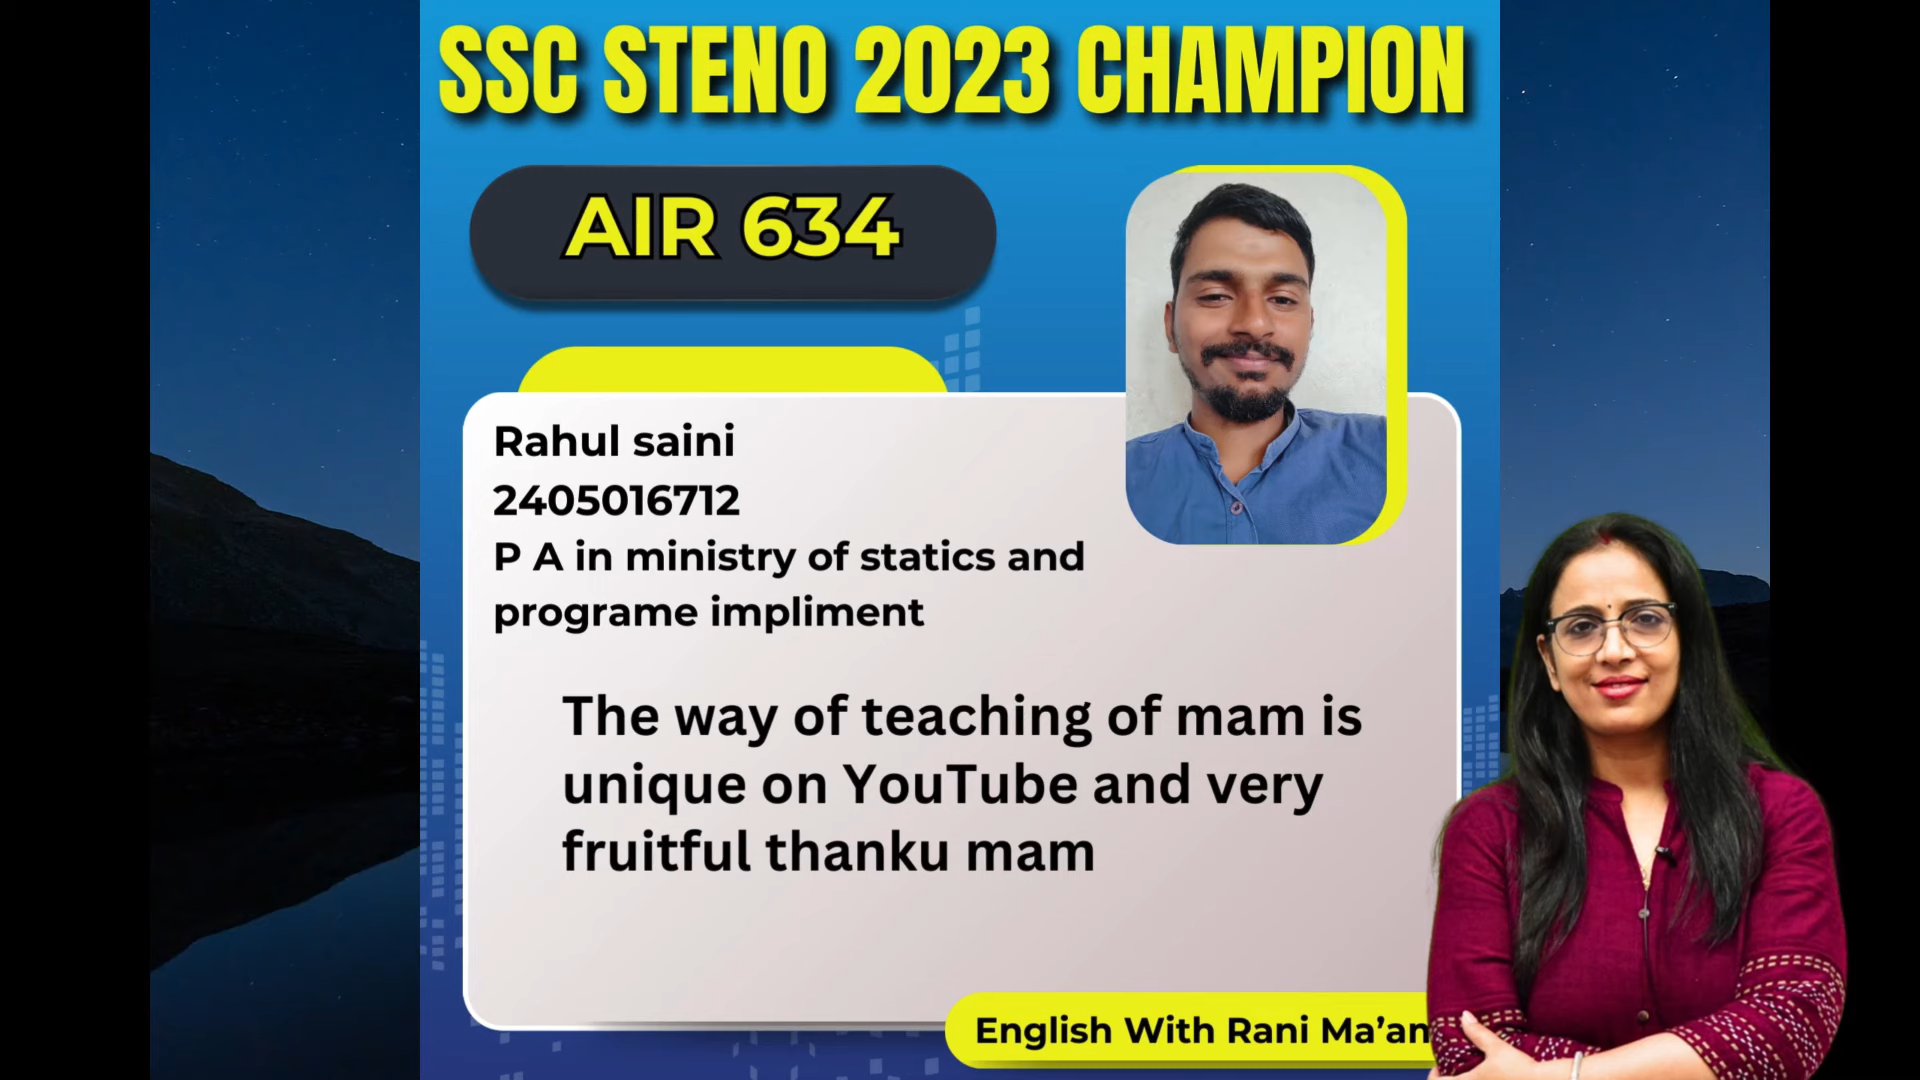 SSC STENO 2023 CHAMPION
AIR 634
Rahul saini
2405016712
P A in ministry of statics and
programe impliment
The way of teaching of mam is
unique on YouTube and very
fruitful thanku mam
English With Rani Ma'am